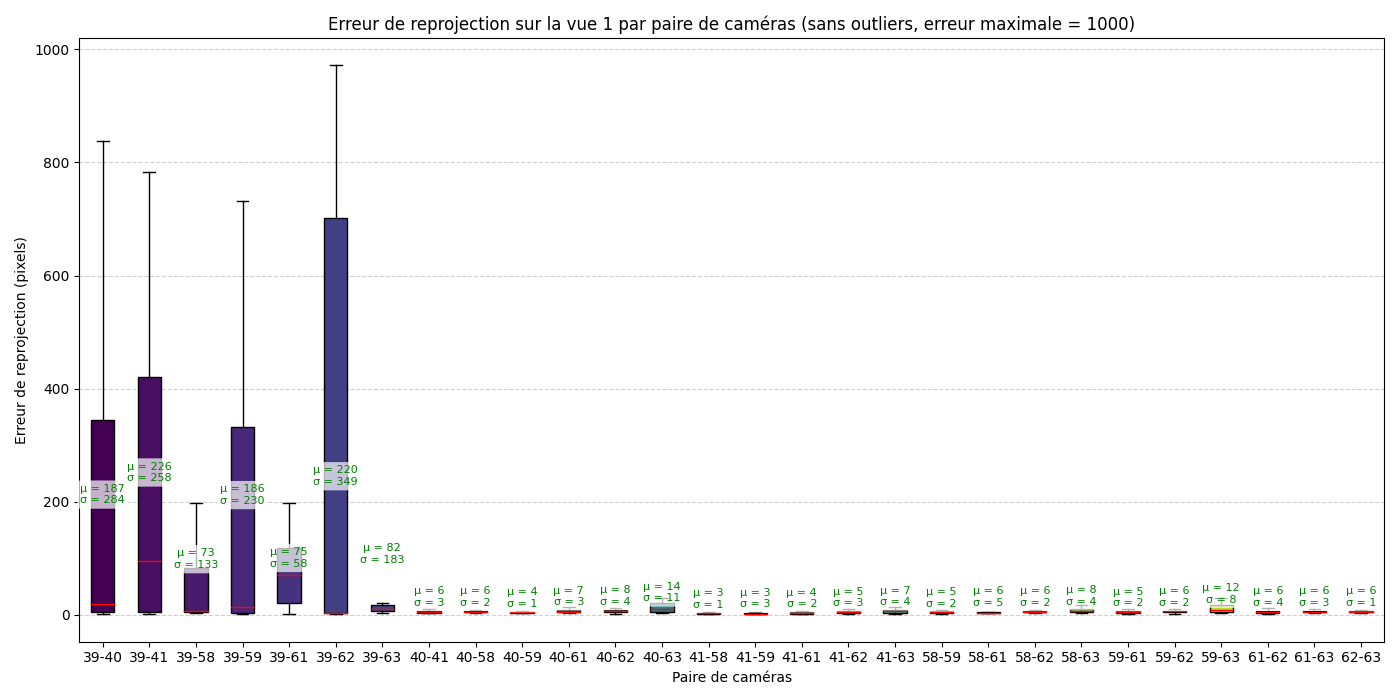 Erreur de reprojection sur la vue 1 par paire de caméras (sans outliers, erreur maximale = 1000)
Erreur de reprojection (pixels)
1000
800
600
400
200
0
μ = 187
σ = 284
μ = 226
σ = 258
μ = 73
σ = 133
μ = 186
σ = 230
μ = 75
σ = 58
μ = 220
σ = 349
μ = 82
σ = 183
μ = 6
σ = 3
μ = 6
σ = 2
μ = 4
σ = 1
μ = 7
σ = 3
μ = 8
σ = 4
μ = 14
σ = 11
μ = 3
σ = 1
μ = 3
σ = 3
μ = 4
σ = 2
μ = 5
σ = 3
μ = 7
σ = 4
μ = 5
σ = 2
μ = 6
σ = 5
μ = 6
σ = 2
μ = 8
σ = 4
μ = 5
σ = 2
μ = 6
σ = 2
μ = 12
σ = 8
μ = 6
σ = 4
μ = 6
σ = 3
μ = 6
σ = 1
39-40 39-41 39-58 39-59 39-61 39-62 39-63 40-41 40-58 40-59 40-61 40-62 40-63 41-58 41-59 41-61 41-62 41-63 58-59 58-61 58-62 58-63 59-61 59-62 59-63 61-62 61-63 62-63
Paire de caméras